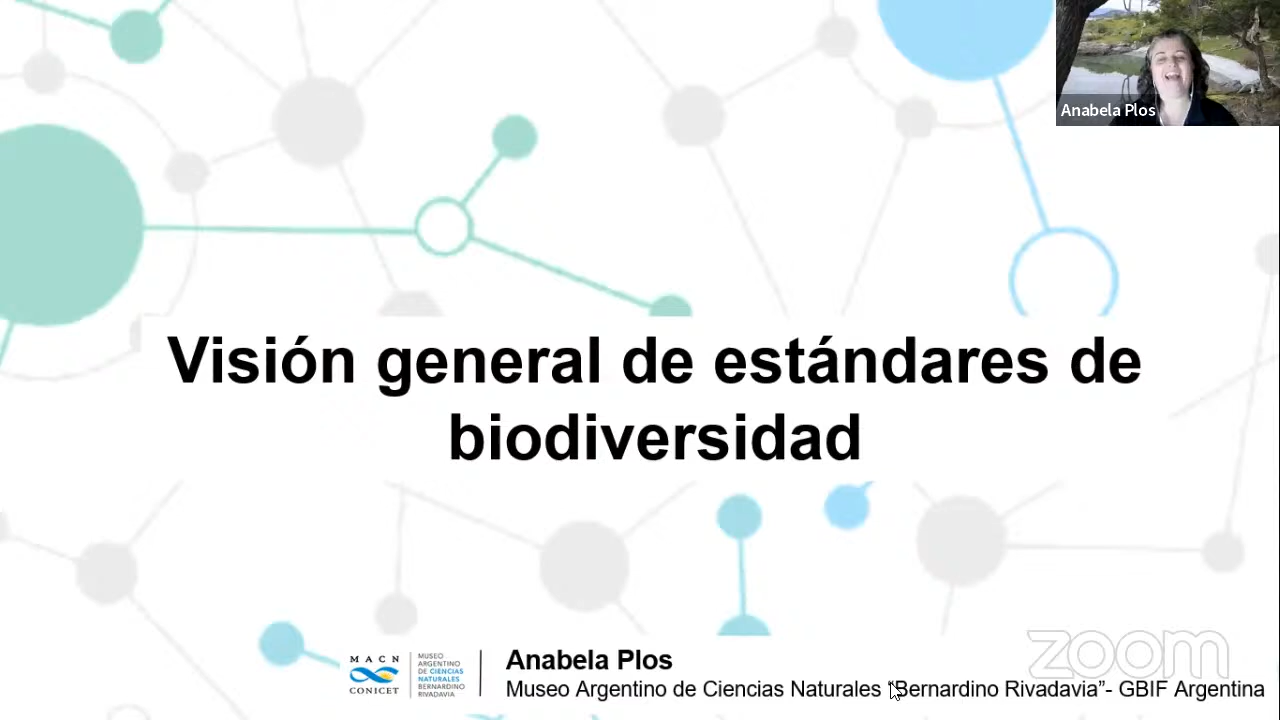 Anabela Plos
Visión general de estándares de
biodiversidad
MACN
CONICET
MUSEO
ARGENTINO
DE CIENCIAS
NATURALES
BERNARDINO
RIVADAVIA
Anabela Plos
Museo Argentino de Ciencias Naturales “Bernardino Rivadavia”- GBIF Argentina
zoom